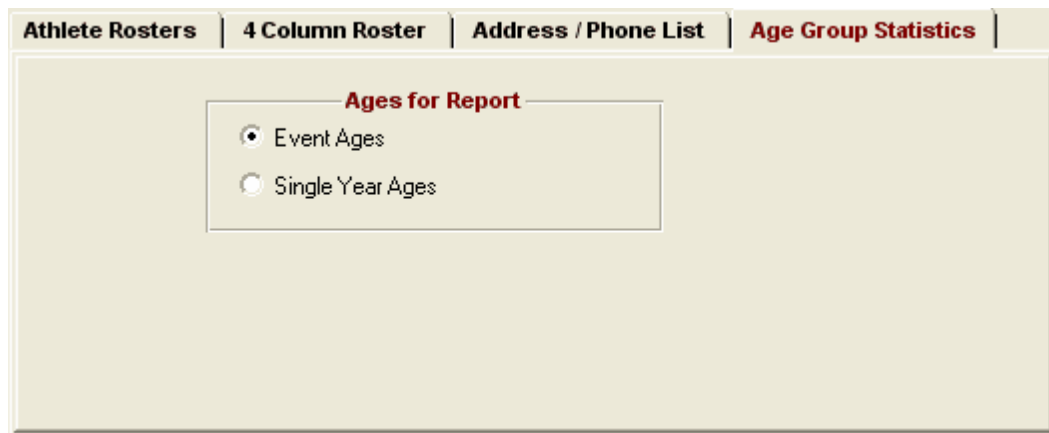 Athlete Rosters 4 Column Roster Address / Phone List Age Group Statistics
Ages for Report
Event Ages
Single Year Ages